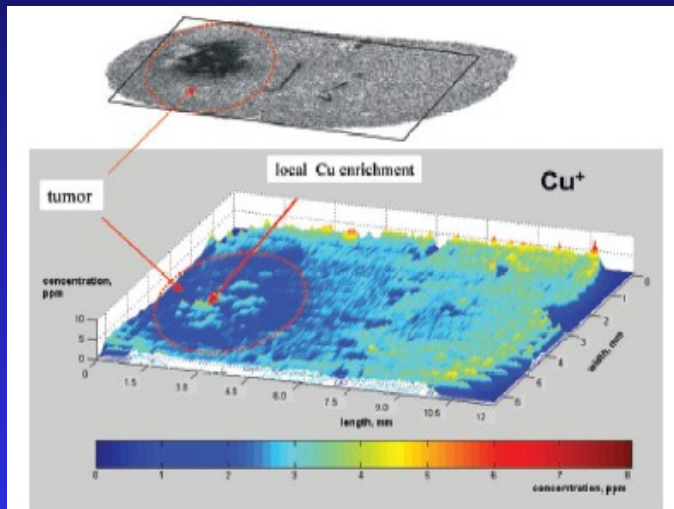 local Cu enrichment
Cu+
tumor
concentration,
ppm
10
5
0
0
1.5
3.0
4.5
6.0
7.5
9.0
10.5
12
length, mm
0
1
2
3
4
5
6
width, mm
0 1 2 3 4 5 6 7 8
concentration, ppm